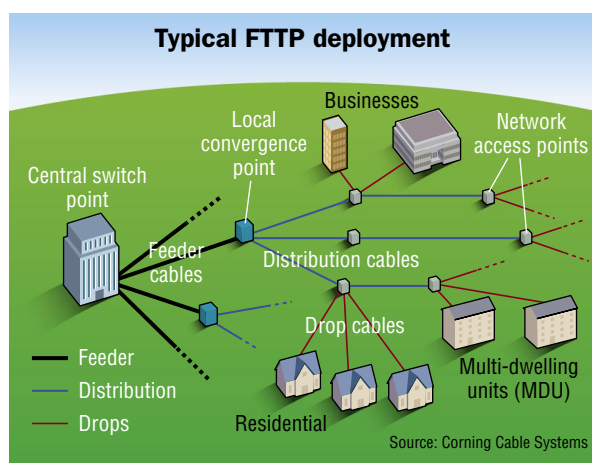 Typical FTTP deployment
Businesses
Local
convergence
point
Network
access points
Central switch
point
Feeder
cables
Distribution cables
Drop cables
Feeder
Distribution
Drops
Residential
Multi-dwelling
units (MDU)
Source: Corning Cable Systems